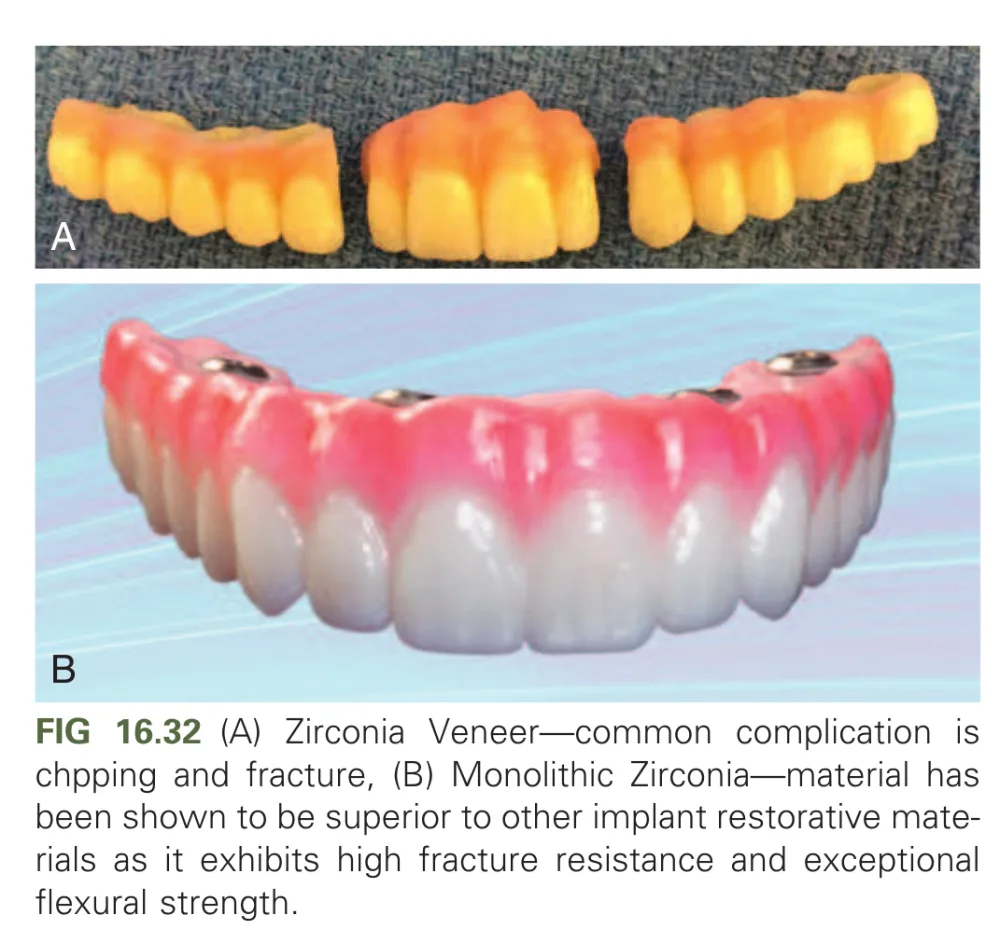 A
B
FIG 16.32 (A) Zirconia Veneer—common complication is
chpping and fracture, (B) Monolithic Zirconia—material has
been shown to be superior to other implant restorative mate-
rials as it exhibits high fracture resistance and exceptional
flexural strength.